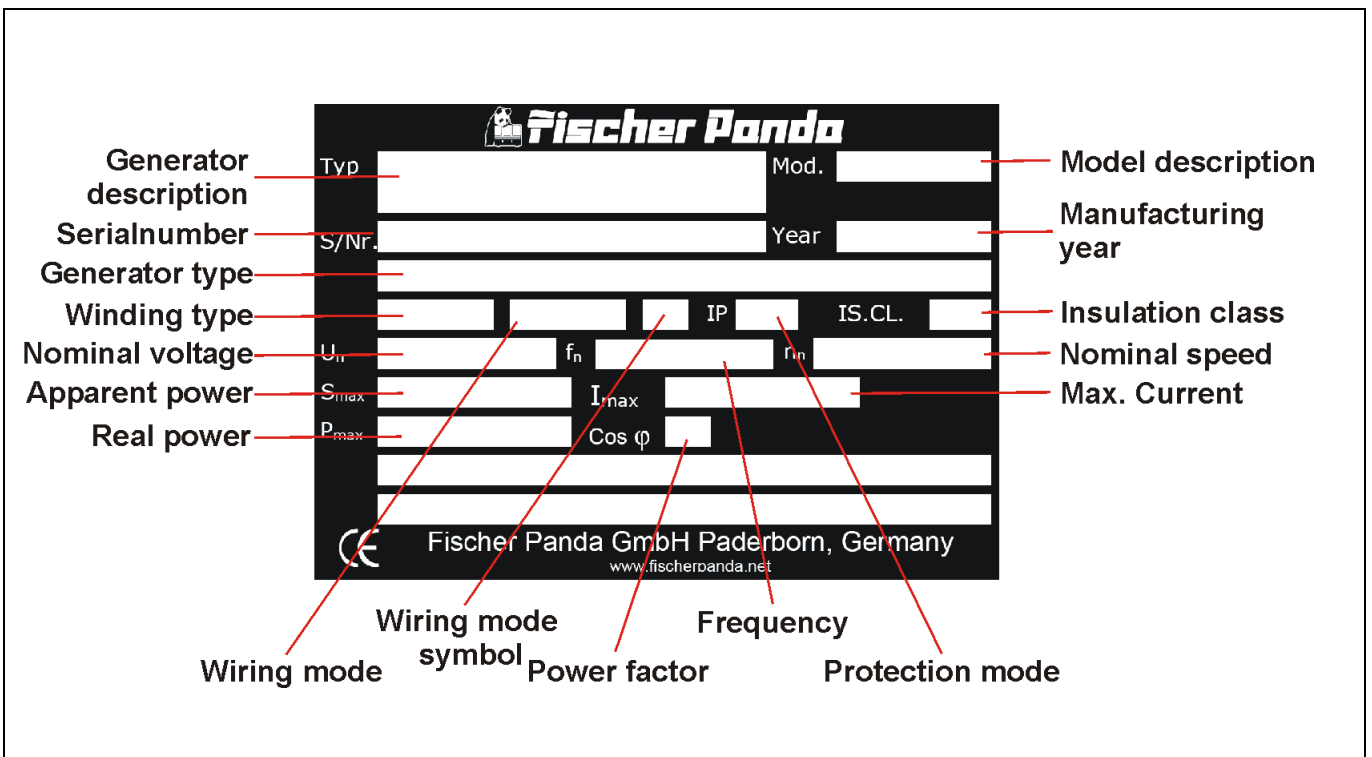 Fischer Panda
Generator description
Typ
Mod.
Model description
Serialnumber
S/Nr.
Year
Manufacturing year
Generator type
Winding type
IP
IS.CL.
Insulation class
Nominal voltage
Un
fn
nn
Nominal speed
Apparent power
Smax
Imax
Max. Current
Real power
Pmax
Cos φ
CE
Fischer Panda GmbH Paderborn, Germany
www.fischerpanda.net
Wiring mode
Wiring mode symbol
Power factor
Frequency
Protection mode